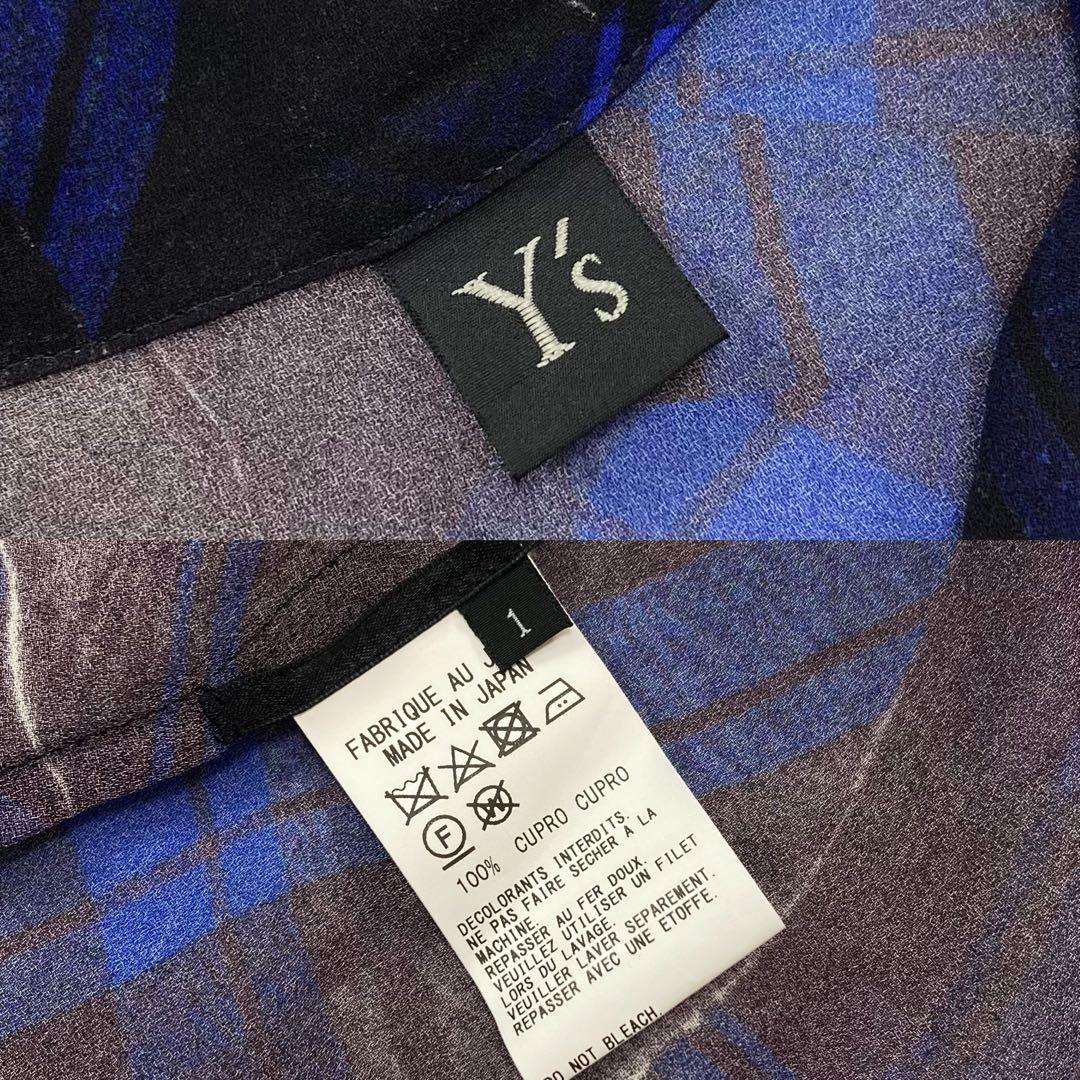 Y's
1
FABRIQUE AU J
MADE IN JAPAN
F
W
100% CUPRO CUPRO
DECOLORANTS INTERDITS.
NE PAS FAIRE SECHER À LA
MACHINE.
REPASSER AU FER DOUX.
VEUILLEZ UTILISER UN FILET
LORS DU LAVAGE.
VEUILLER LAVER SEPAREMENT.
REPASSER AVEC UNE ETOFFE.
DO NOT BLEACH.